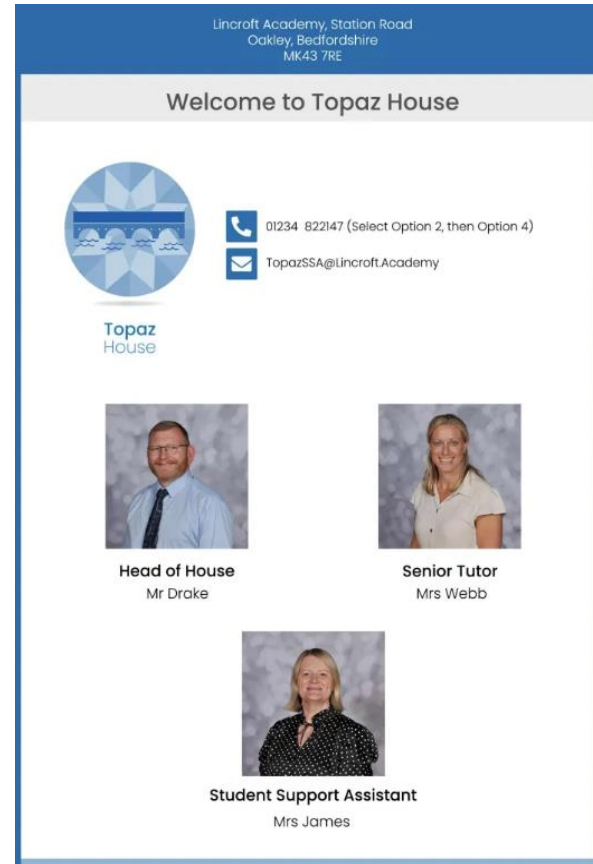 Lincroft Academy, Station Road
Oakley, Bedfordshire
MK43 7RE
Welcome to Topaz House
01234 822147 (Select Option 2, then Option 4)
TopazSSA@Lincroft.Academy
Topaz
House
Head of House
Mr Drake
Senior Tutor
Mrs Webb
Student Support Assistant
Mrs James